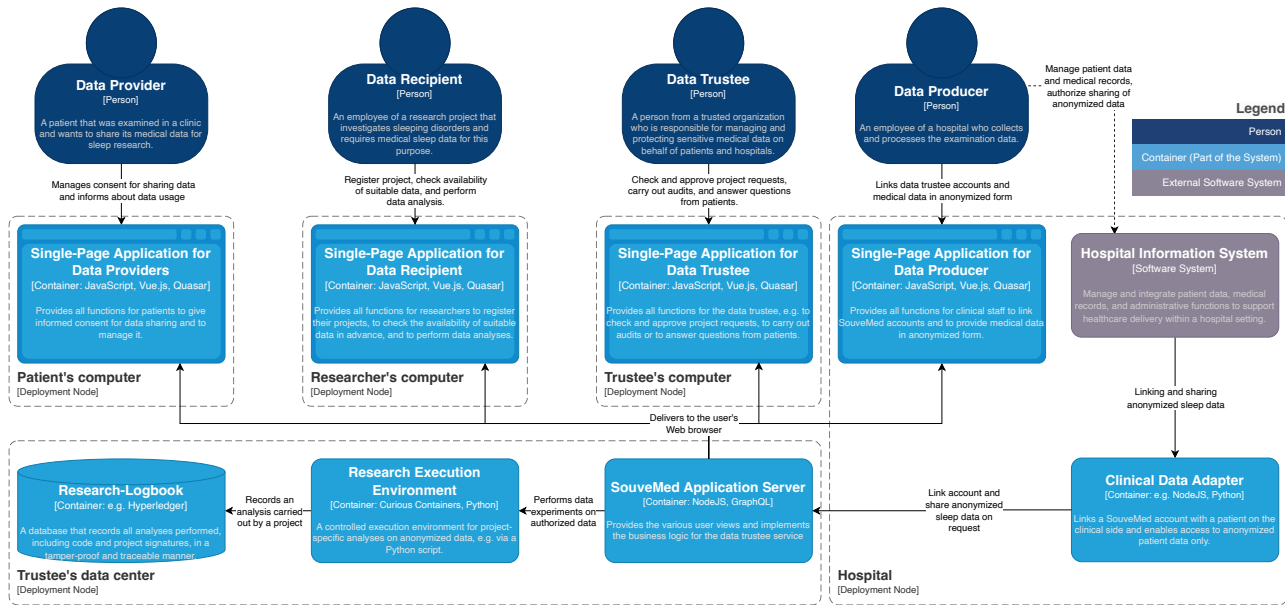 Data Provider
[Person]
A patient that was examined in a clinic
and wants to share its medical data for
sleep research.
Data Recipient
[Person]
An employee of a research project that
investigates sleeping disorders and
requires medical sleep data for this
purpose.
Data Trustee
[Person]
A person from a trusted organization
who is responsible for managing and
protecting sensitive medical data on
behalf of patients and hospitals.
Data Producer
[Person]
An employee of a hospital who collects
and processes the examination data.
Manage patient data
and medical records,
authorize sharing of
anonymized data
Legend
Person
Container (Part of the System)
External Software System
Manages consent for sharing data
and informs about data usage
Register project, check availability
of suitable data, and perform
data analysis.
Check and approve project requests,
carry out audits, and answer questions
from patients.
Links data trustee accounts and
medical data in anonymized form
Single-Page Application for
Data Providers
[Container: JavaScript, Vue.js, Quasar]
Provides all functions for patients to give
informed consent for data sharing and to
manage it.
Patient's computer
[Deployment Node]
Single-Page Application for
Data Recipient
[Container: JavaScript, Vue.js, Quasar]
Provides all functions for researchers to register
their projects, to check the availability of suitable
data in advance, and to perform data analyses.
Researcher's computer
[Deployment Node]
Single-Page Application for
Data Trustee
[Container: JavaScript, Vue.js, Quasar]
Provides all functions for the data trustee, e.g. to
check and approve project requests, to carry out
audits or to answer questions from patients.
Trustee's computer
[Deployment Node]
Single-Page Application for
Data Producer
[Container: JavaScript, Vue.js, Quasar]
Provides all functions for clinical staff to link
SouveMed accounts and to provide medical data
in anonymized form.
Hospital Information System
[Software System]
Manage and integrate patient data, medical
records, and administrative functions to support
healthcare delivery within a hospital setting.
Linking and sharing
anonymized sleep data
Delivers to the user's
Web browser
Research-Logbook
[Container: e.g. Hyperledger]
A database that records all analyses performed,
including code and project signatures, in a
tamper-proof and traceable manner.
Records an
analysis carried
out by a project
Research Execution
Environment
[Container: Curious Containers, Python]
A controlled execution environment for project-
specific analyses on anonymized data, e.g. via a
Python script.
Performs data
experiments on
authorized data
SouveMed Application Server
[Container: NodeJS, GraphQL]
Provides the various user views and implements
the business logic for the data trustee service
Link account and
share anonymized
sleep data on
request
Clinical Data Adapter
[Container: e.g. NodeJS, Python]
Links a SouveMed account with a patient on the
clinical side and enables access to anonymized
patient data only.
Trustee's data center
[Deployment Node]
Hospital
[Deployment Node]